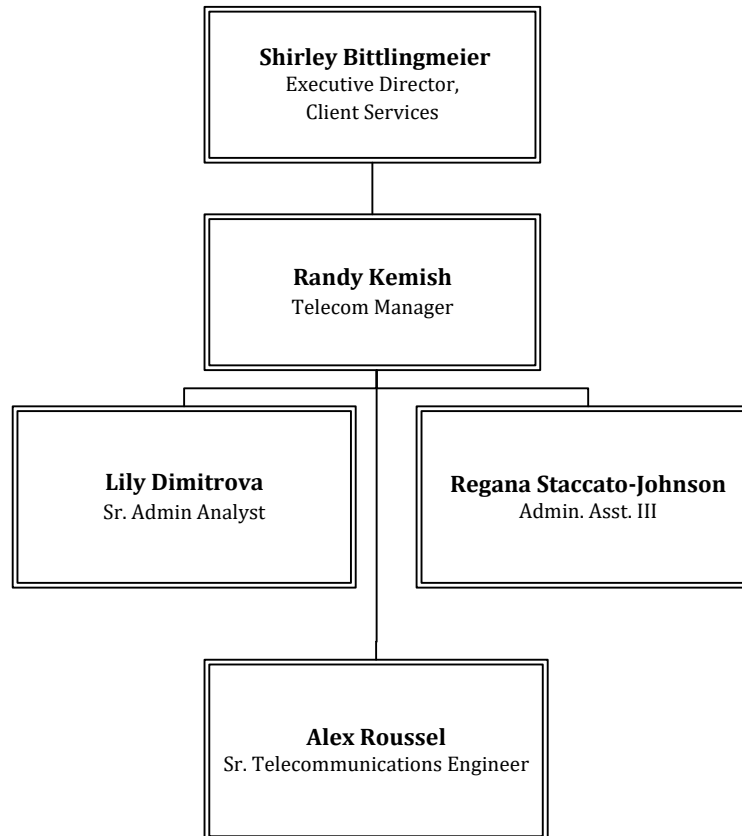 Shirley Bittlingmeier
Executive Director,
Client Services
Randy Kemish
Telecom Manager
Lily Dimitrova
Sr. Admin Analyst
Regana Staccato-Johnson
Admin. Asst. III
Alex Roussel
Sr. Telecommunications Engineer